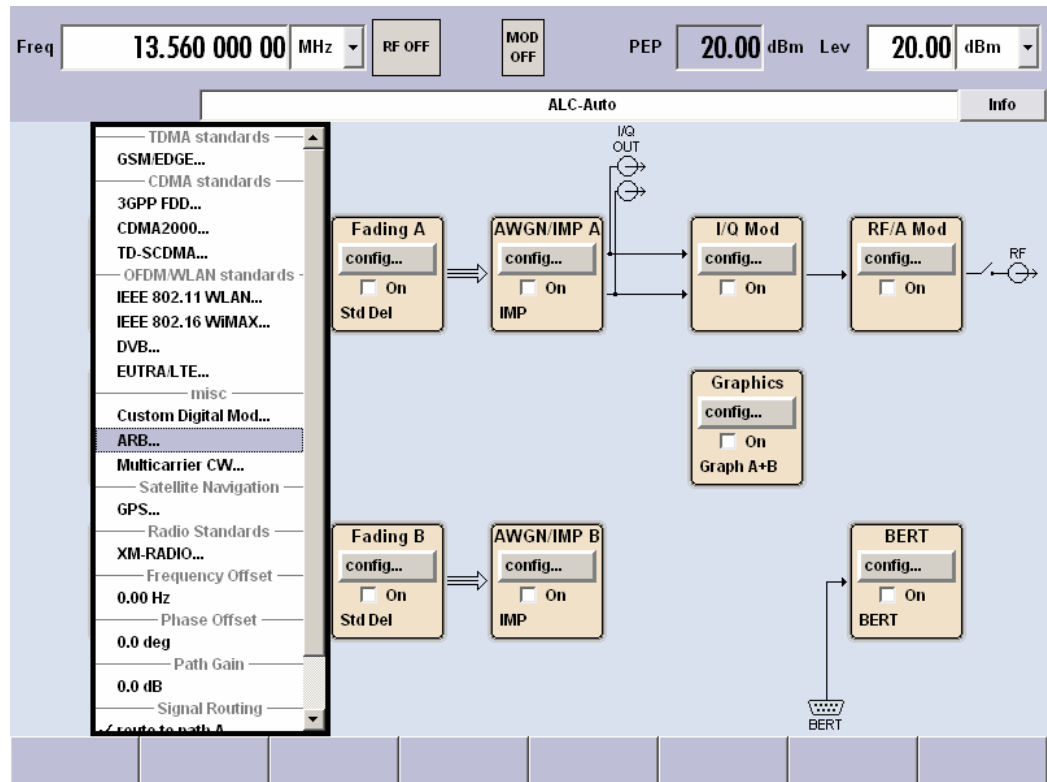 Freq 13.560 000 00 MHz RF OFF MOD OFF PEP 20.00 dBm Lev 20.00 dBm
ALC-Auto Info
TDMA standards
GSM/EDGE...
CDMA standards
3GPP FDD...
CDMA2000...
TD-SCDMA...
OFDM/WLAN standards
IEEE 802.11 WLAN...
IEEE 802.16 WiMAX...
DVB...
EUTRA/LTE...
misc
Custom Digital Mod...
ARB...
Multicarrier CW...
Satellite Navigation
GPS...
Radio Standards
XM-RADIO...
Frequency Offset
0.00 Hz
Phase Offset
0.0 deg
Path Gain
0.0 dB
Signal Routing
route to path A
I/Q
OUT
Fading A
config...
On
Std Del
AWGN/IMP A
config...
On
IMP
I/Q Mod
config...
On
RF/A Mod
config...
On
RF
Graphics
config...
On
Graph A+B
Fading B
config...
On
Std Del
AWGN/IMP B
config...
On
IMP
BERT
config...
On
BERT
BERT